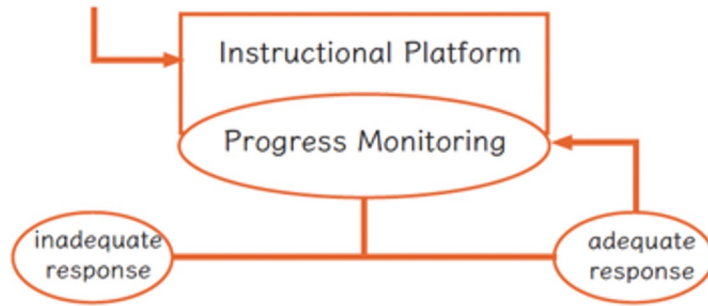 Instructional Platform
Progress Monitoring
inadequate
response
adequate
response